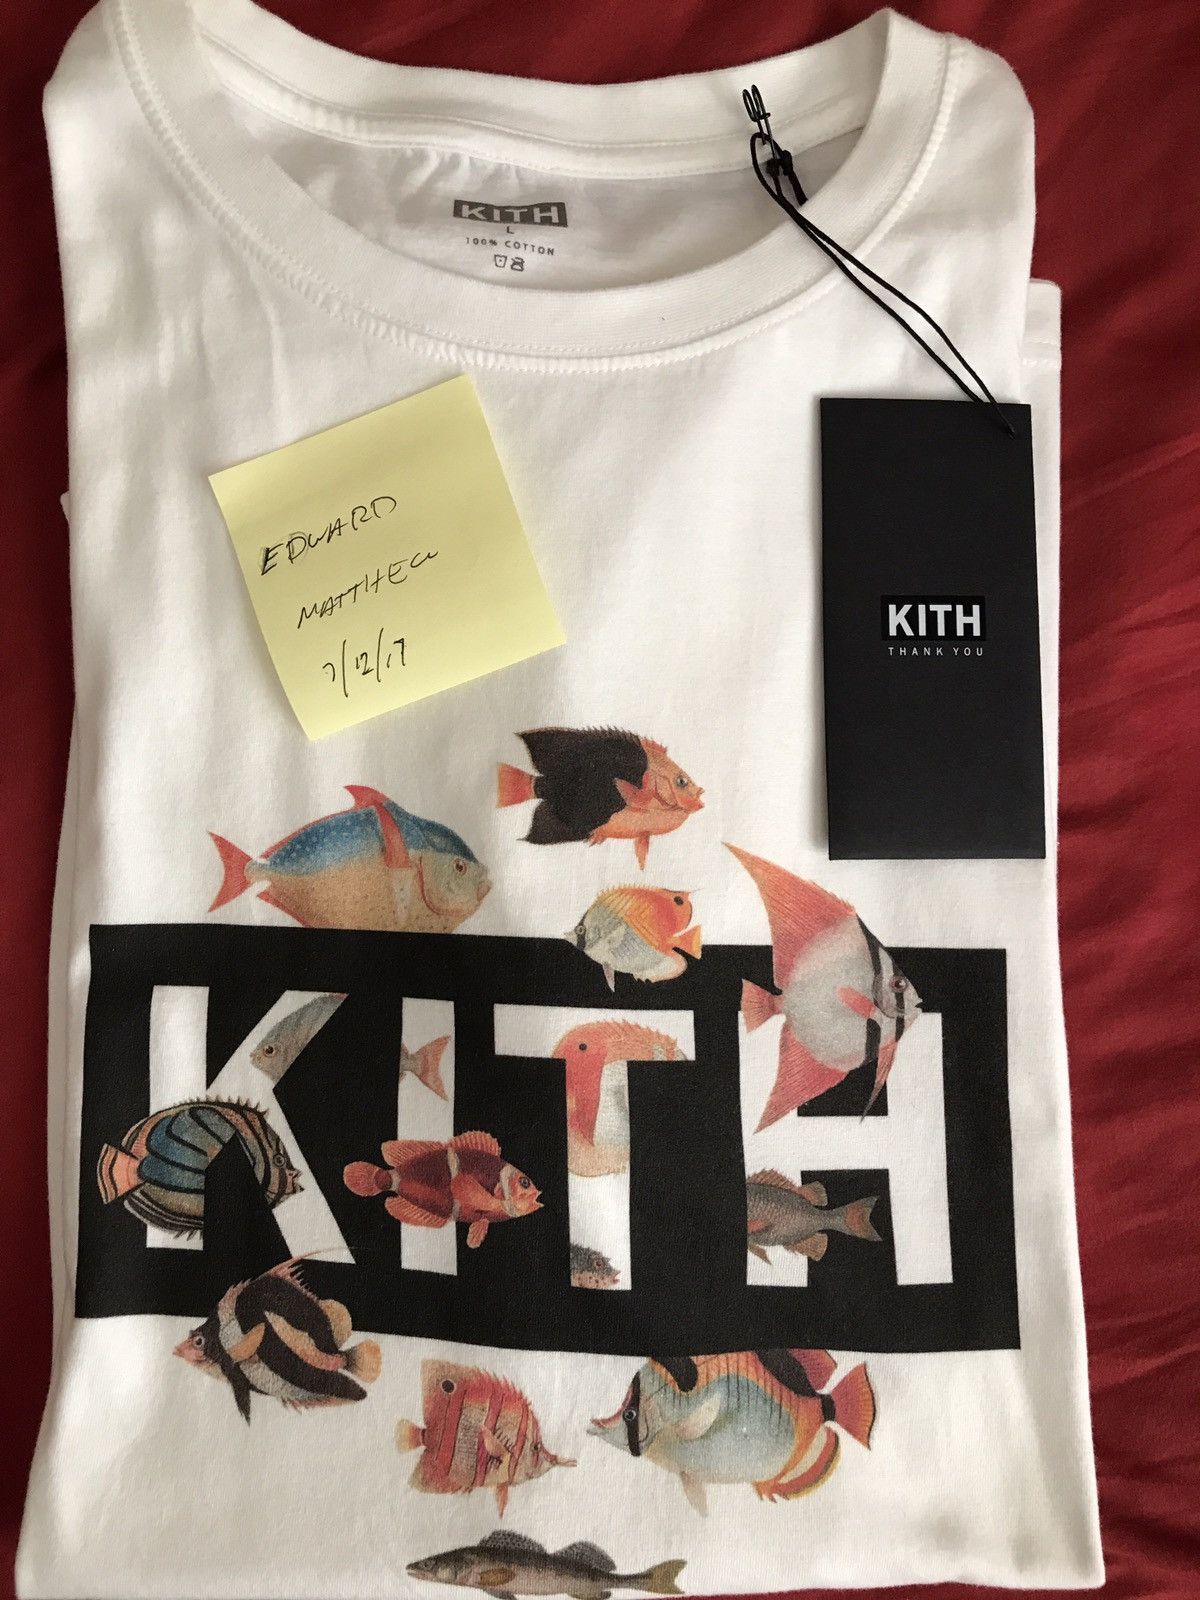 KITH
L
100% COTTON
EDWARD
MATTHEW
7/12/17
KITH
THANK YOU
KITH